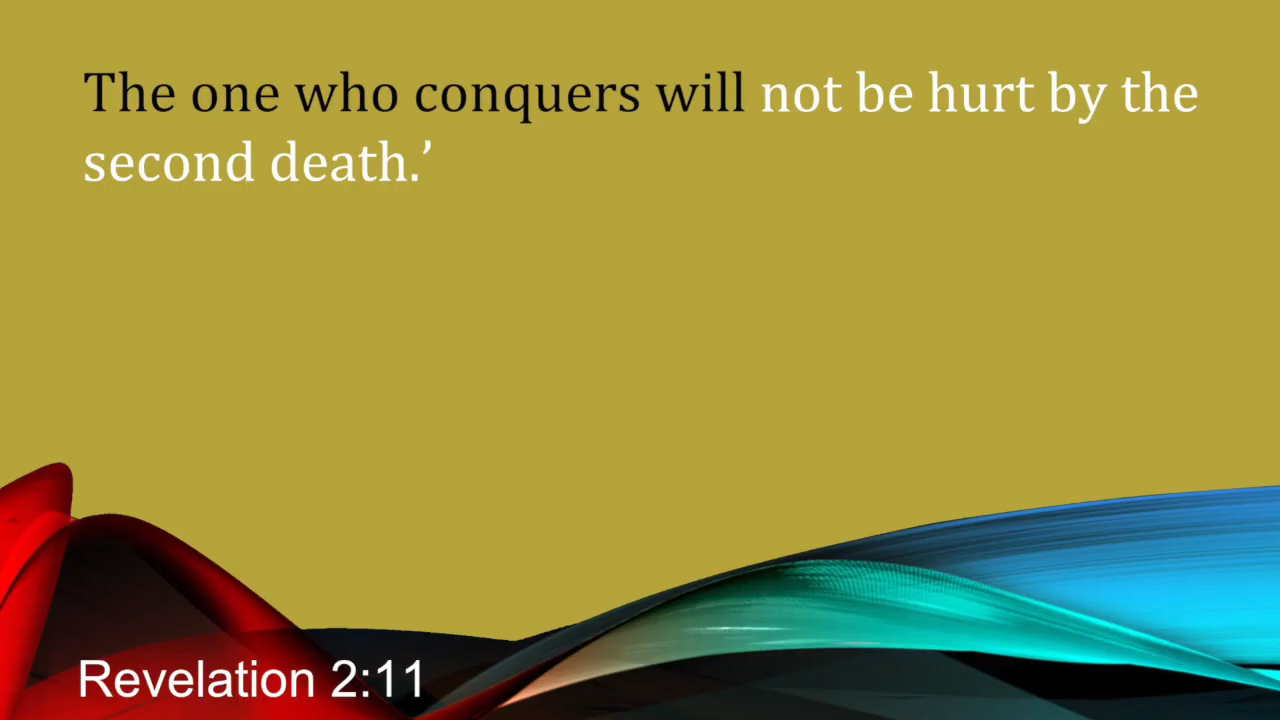 The one who conquers will not be hurt by the
second death.’
Revelation 2:11